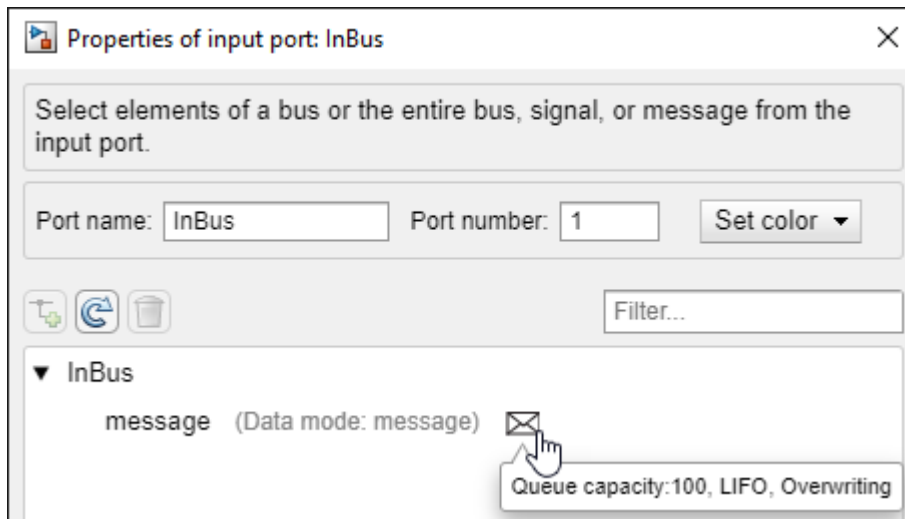 Properties of input port: InBus
Select elements of a bus or the entire bus, signal, or message from the
input port.
Port name: InBus Port number: 1 Set color
Filter...
InBus
message (Data mode: message)
Queue capacity:100, LIFO, Overwriting